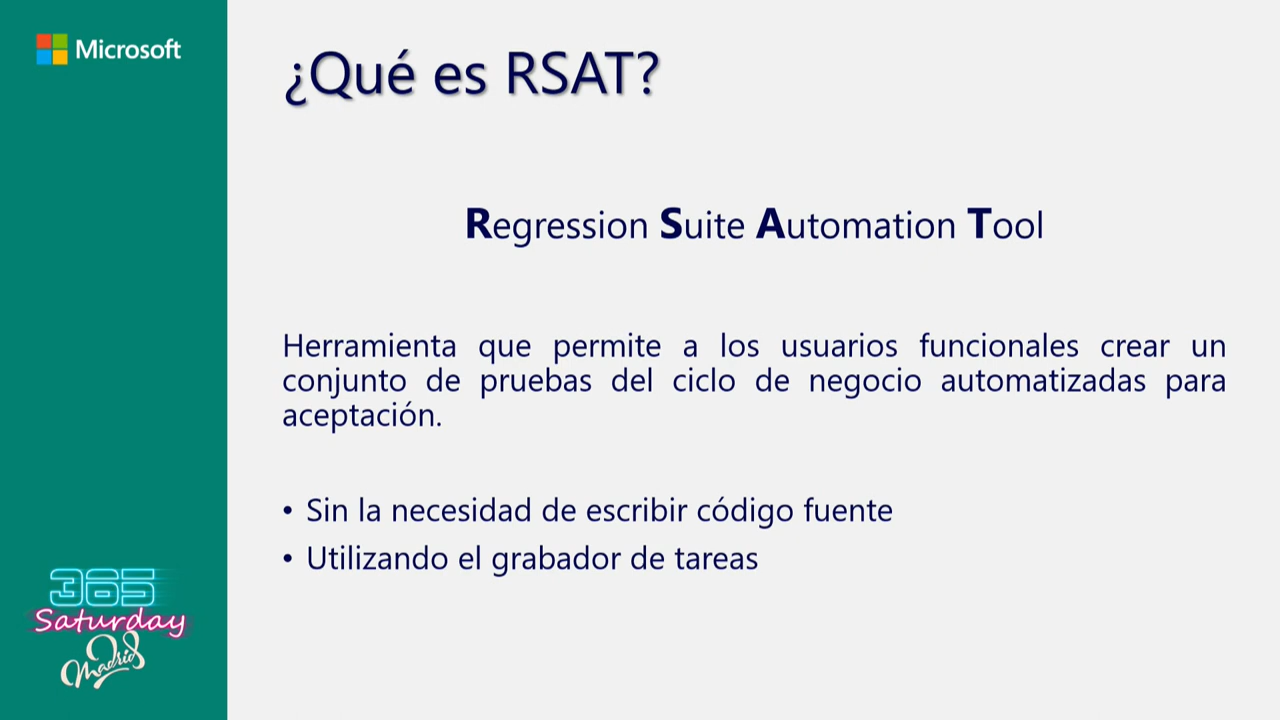 Microsoft
¿Qué es RSAT?
Regression Suite Automation Tool
Herramienta que permite a los usuarios funcionales crear un
conjunto de pruebas del ciclo de negocio automatizadas para
aceptación.
• Sin la necesidad de escribir código fuente
• Utilizando el grabador de tareas
365
Saturday
Madrid